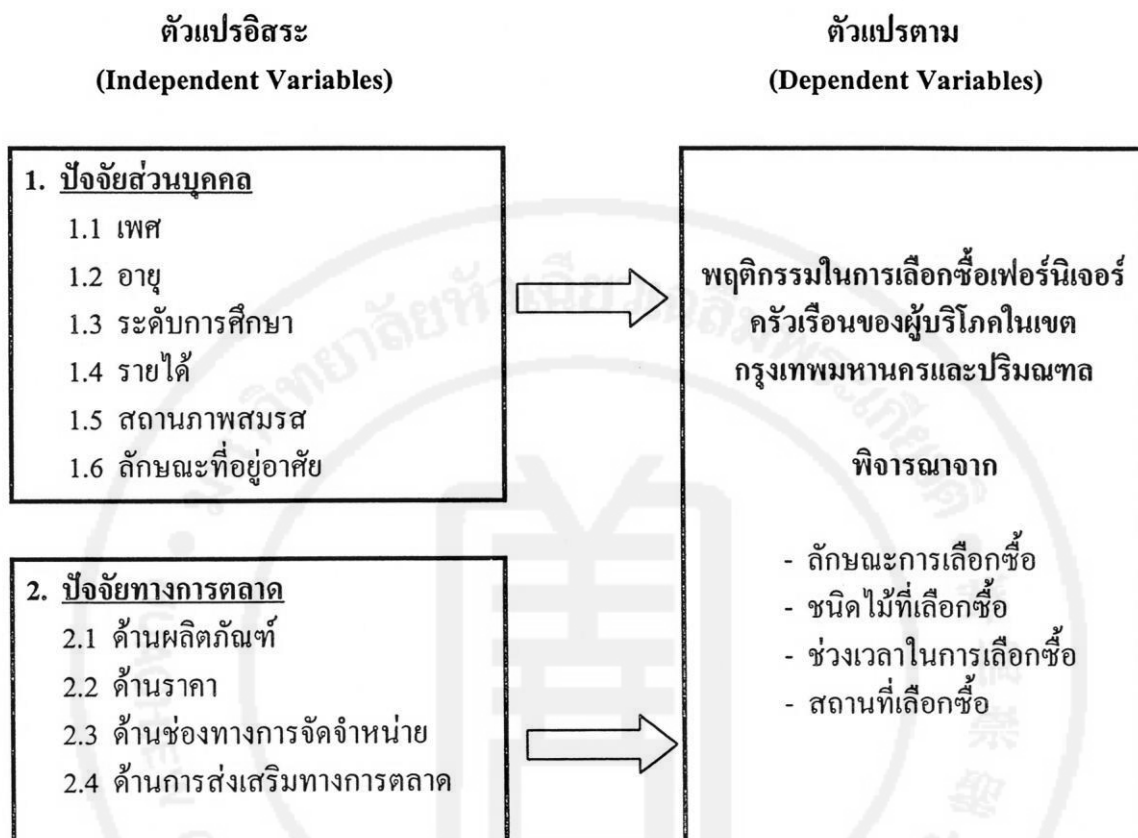 ตัวแปรอิสระ
(Independent Variables)
ตัวแปรตาม
(Dependent Variables)
1. ปัจจัยส่วนบุคคล
1.1 เพศ
1.2 อายุ
1.3 ระดับการศึกษา
1.4 รายได้
1.5 สถานภาพสมรส
1.6 ลักษณะที่อยู่อาศัย
2. ปัจจัยทางการตลาด
2.1 ด้านผลิตภัณฑ์
2.2 ด้านราคา
2.3 ด้านช่องทางการจัดจำหน่าย
2.4 ด้านการส่งเสริมทางการตลาด
พฤติกรรมในการเลือกซื้อเฟอร์นิเจอร์
ครัวเรือนของผู้บริโภคในเขต
กรุงเทพมหานครและปริมณฑล
พิจารณาจาก
- ลักษณะการเลือกซื้อ
- ชนิดไม้ที่เลือกซื้อ
- ช่วงเวลาในการเลือกซื้อ
- สถานที่เลือกซื้อ